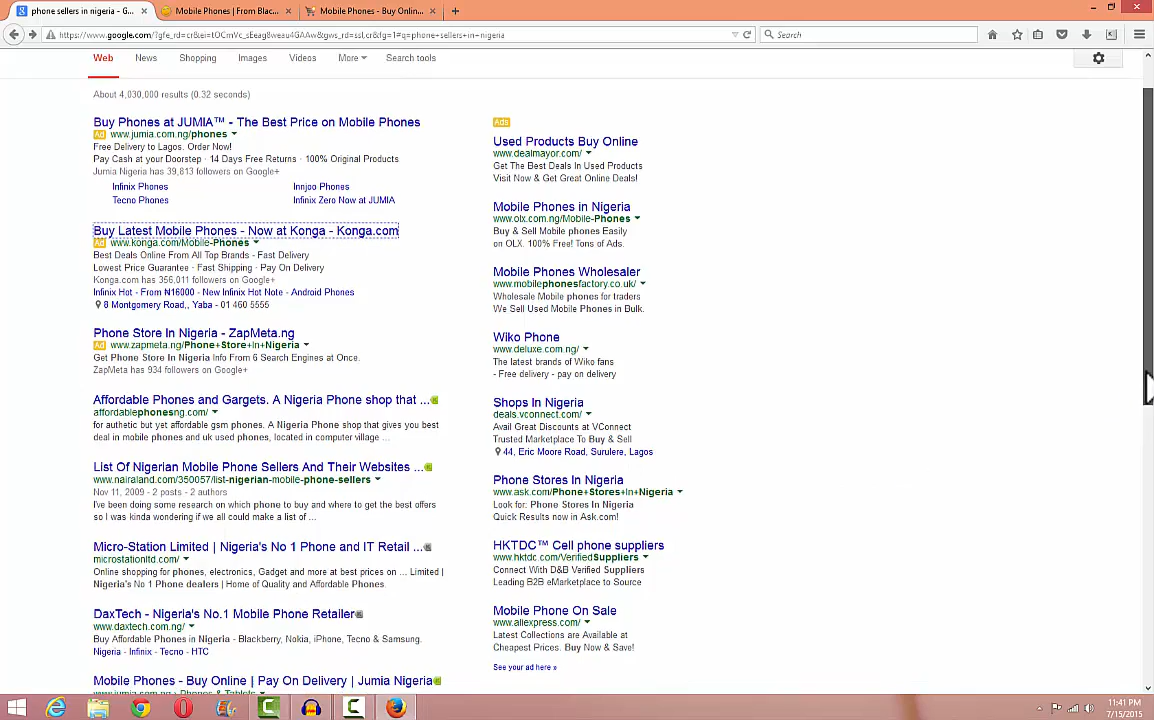 phone sellers in nigeria - G...
Mobile Phones | From Blac...
Mobile Phones - Buy Onlin...
https://www.google.com/?gfe_rd=cr&ei=tOCmVc_sEeag8weau4GAAw&gws_rd=ssl,cr&fg=1#q=phone+sellers+in+nigeria
Search
Web
News
Shopping
Images
Videos
More
Search tools
About 4,030,000 results (0.32 seconds)
Buy Phones at JUMIA™ - The Best Price on Mobile Phones
Ad www.jumia.com.ng/phones
Free Delivery to Lagos. Order Now!
Pay Cash at your Doorstep · 14 Days Free Returns · 100% Original Products
Jumia Nigeria has 39,813 followers on Google+
Infinix Phones
Innjoo Phones
Tecno Phones
Infinix Zero Now at JUMIA
Buy Latest Mobile Phones - Now at Konga - Konga.com
Ad www.konga.com/Mobile-Phones
Best Deals Online From All Top Brands - Fast Delivery
Lowest Price Guarantee · Fast Shipping · Pay On Delivery
Konga.com has 356,011 followers on Google+
Infinix Hot - From ₦16000 - New Infinix Hot Note - Android Phones
8 Montgomery Road,, Yaba - 01 460 5555
Phone Store In Nigeria - ZapMeta.ng
Ad www.zapmeta.ng/Phone+Store+In+Nigeria
Get Phone Store In Nigeria Info From 6 Search Engines at Once.
ZapMeta has 934 followers on Google+
Affordable Phones and Gargets. A Nigeria Phone shop that ...
affordablephonesng.com/
for authetic but yet affordable gsm phones. A Nigeria Phone shop that gives you best
deal in mobile phones and uk used phones, located in computer village ...
List Of Nigerian Mobile Phone Sellers And Their Websites ...
www.nairaland.com/350057/list-nigerian-mobile-phone-sellers
Nov 11, 2009 - 2 posts - 2 authors
I've been doing some research on which phone to buy and where to get the best offers
so I was kinda wondering if we all could make a list of ...
Micro-Station Limited | Nigeria's No 1 Phone and IT Retail ...
microstationltd.com/
Online shopping for phones, electronics, Gadget and more at best prices on ... Limited |
Nigeria's No 1 Phone dealers | Home of Quality and Affordable Phones.
DaxTech - Nigeria's No.1 Mobile Phone Retailer
www.daxtech.com.ng/
Buy Affordable Phones in Nigeria - Blackberry, Nokia, iPhone, Tecno & Samsung.
Nigeria - Infinix - Tecno - HTC
Mobile Phones - Buy Online | Pay On Delivery | Jumia Nigeria
www.jumia.com.ng › Phones & Tablets
Ads
Used Products Buy Online
www.dealmayor.com/
Get The Best Deals In Used Products
Visit Now & Get Great Online Deals!
Mobile Phones in Nigeria
www.olx.com.ng/Mobile-Phones
Buy & Sell Mobile phones Easily
on OLX. 100% Free! Tons of Ads.
Mobile Phones Wholesaler
www.mobilephonesfactory.co.uk/
Wholesale Mobile phones for traders
We Sell Used Mobile Phones in Bulk.
Wiko Phone
www.deluxe.com.ng/
The latest brands of Wiko fans
- Free delivery - pay on delivery
Shops In Nigeria
deals.vconnect.com/
Avail Great Discounts at VConnect
Trusted Marketplace To Buy & Sell
44, Eric Moore Road, Surulere, Lagos
Phone Stores In Nigeria
www.ask.com/Phone+Stores+In+Nigeria
Look for: Phone Stores In Nigeria
Quick Results now in Ask.com!
HKTDC™ Cell phone suppliers
www.hktdc.com/VerifiedSuppliers
Connect With D&B Verified Suppliers
Leading B2B eMarketplace to Source
Mobile Phone On Sale
www.aliexpress.com/
Latest Collections are Available at
Cheapest Prices. Buy Now & Save!
See your ad here »
11:41 PM
7/15/2015